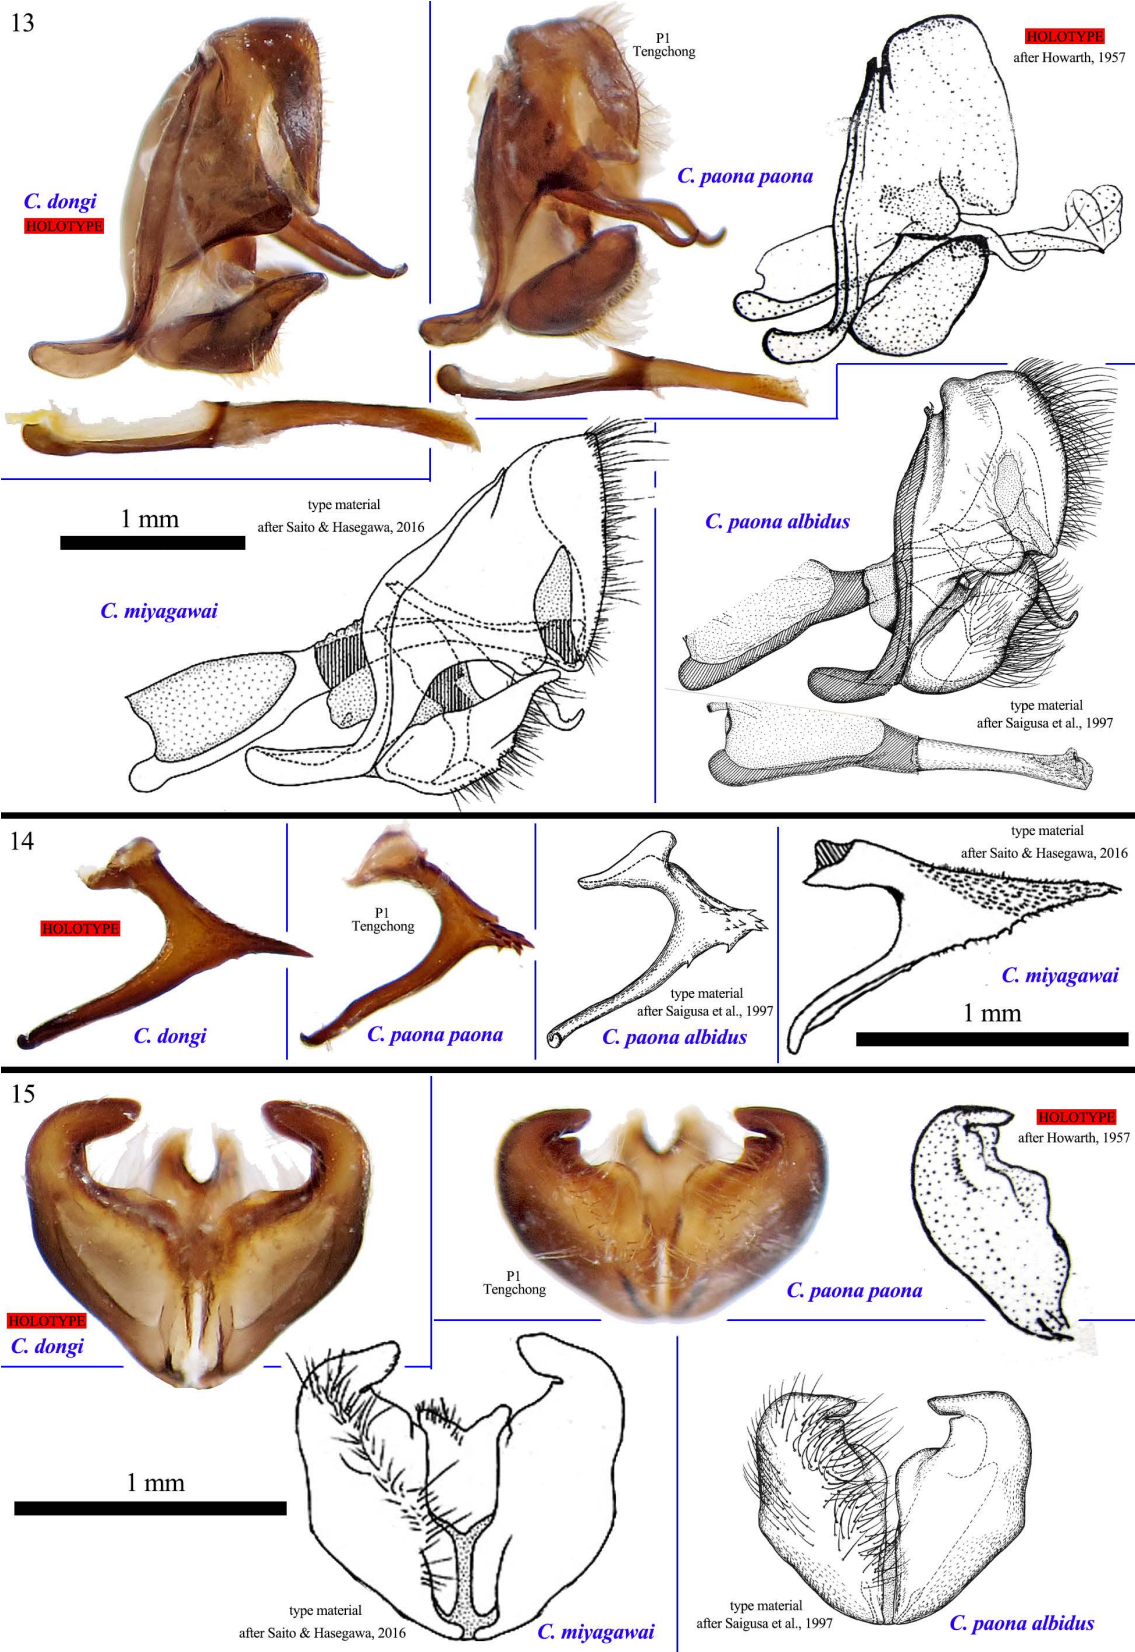 13
C. dongi
HOLOTYPE
P1
Tengchong
C. paona paona
HOLOTYPE
after Howarth, 1957
1 mm
type material
after Saito & Hasegawa, 2016
C. miyagawai
C. paona albidus
type material
after Saigusa et al., 1997
14
HOLOTYPE
C. dongi
P1
Tengchong
C. paona paona
type material
after Saigusa et al., 1997
C. paona albidus
type material
after Saito & Hasegawa, 2016
C. miyagawai
1 mm
15
HOLOTYPE
C. dongi
P1
Tengchong
C. paona paona
HOLOTYPE
after Howarth, 1957
1 mm
type material
after Saito & Hasegawa, 2016
C. miyagawai
type material
after Saigusa et al., 1997
C. paona albidus